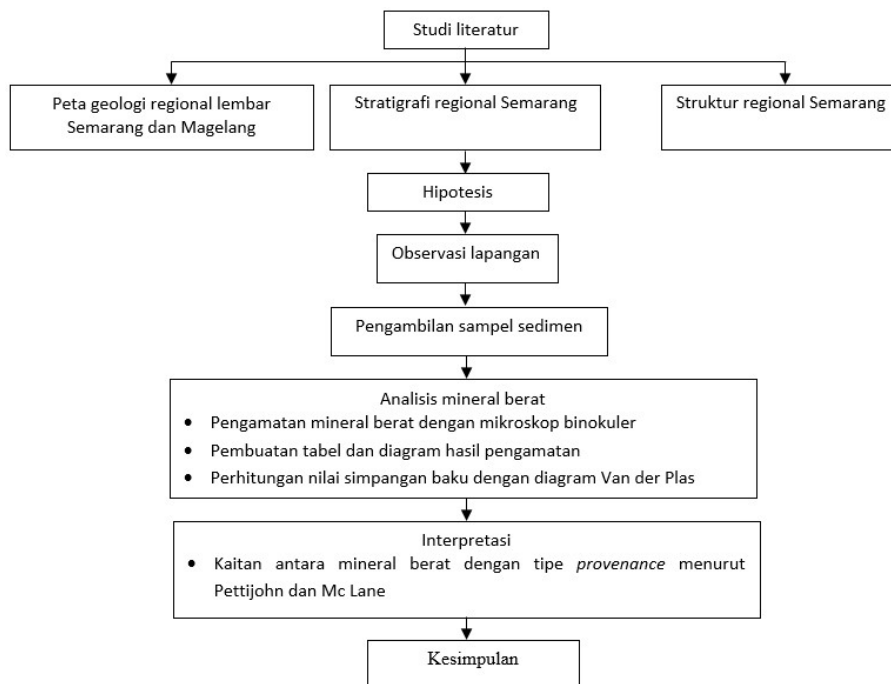 Studi literatur
Peta geologi regional lembar
Semarang dan Magelang
Stratigrafi regional Semarang
Struktur regional Semarang
Hipotesis
Observasi lapangan
Pengambilan sampel sedimen
Analisis mineral berat
• Pengamatan mineral berat dengan mikroskop binokuler
• Pembuatan tabel dan diagram hasil pengamatan
• Perhitungan nilai simpangan baku dengan diagram Van der Plas
Interpretasi
• Kaitan antara mineral berat dengan tipe provenance menurut
Pettijohn dan Mc Lane
Kesimpulan